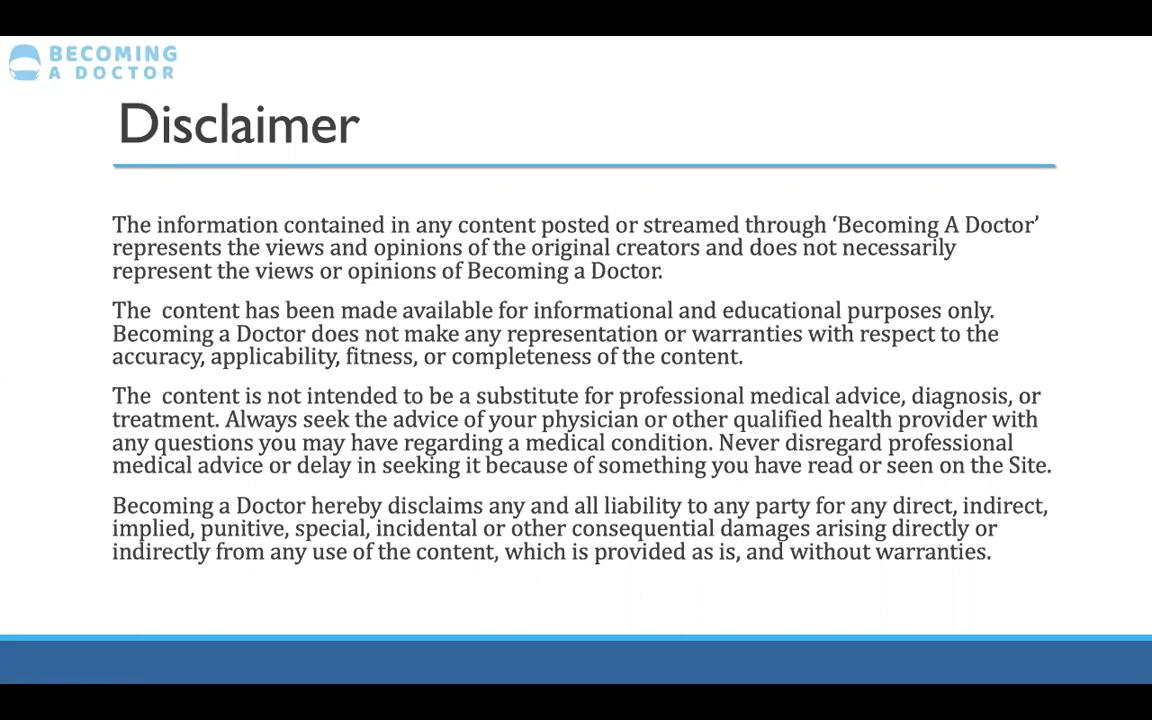 BECOMING
A DOCTOR
Disclaimer
The information contained in any content posted or streamed through ‘Becoming A Doctor’
represents the views and opinions of the original creators and does not necessarily
represent the views or opinions of Becoming a Doctor.
The  content has been made available for informational and educational purposes only.
Becoming a Doctor does not make any representation or warranties with respect to the
accuracy, applicability, fitness, or completeness of the content.
The  content is not intended to be a substitute for professional medical advice, diagnosis, or
treatment. Always seek the advice of your physician or other qualified health provider with
any questions you may have regarding a medical condition. Never disregard professional
medical advice or delay in seeking it because of something you have read or seen on the Site.
Becoming a Doctor hereby disclaims any and all liability to any party for any direct, indirect,
implied, punitive, special, incidental or other consequential damages arising directly or
indirectly from any use of the content, which is provided as is, and without warranties.